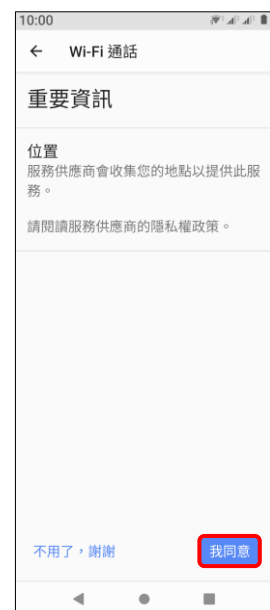 10:00
Wi-Fi 通話
重要資訊
位置
服務供應商會收集您的地點以提供此服
務。
請閱讀服務供應商的隱私權政策。
不用了，謝謝
我同意